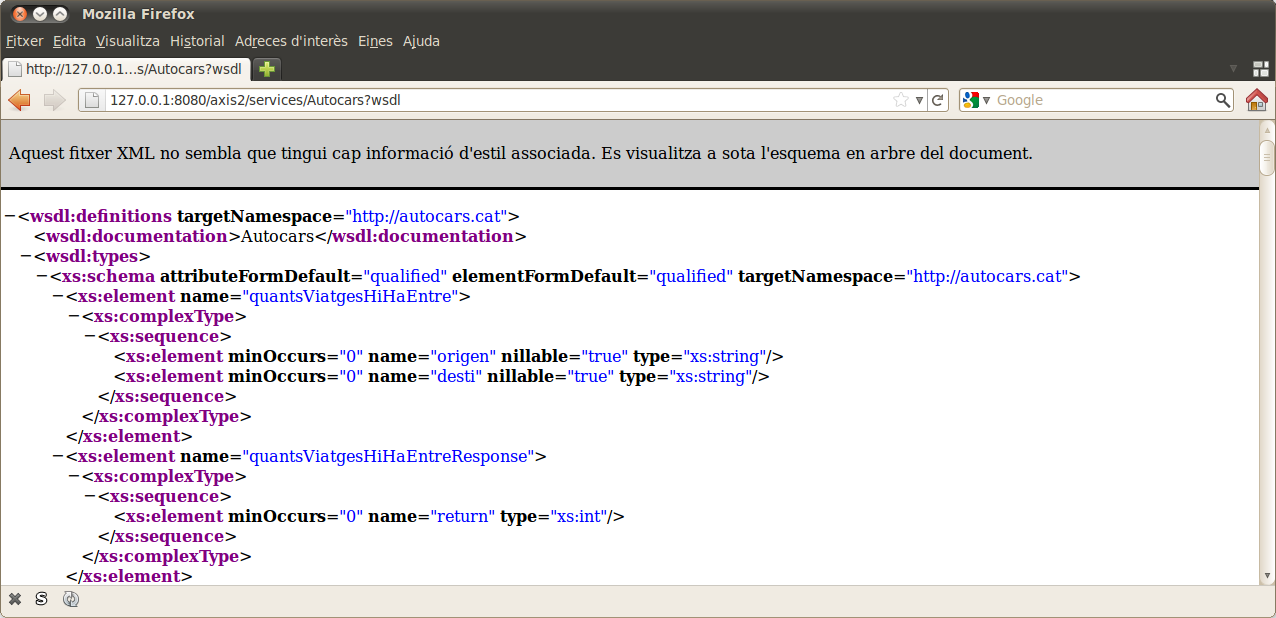 Mozilla Firefox
Fitxer Edita Visualitza Historial Adreces d'interès Eines Ajuda
http://127.0.0.1...s/Autocars?wsdl
127.0.0.1:8080/axis2/services/Autocars?wsdl Google
Aquest fitxer XML no sembla que tingui cap informació d'estil associada. Es visualitza a sota l'esquema en arbre del document.
−<wsdl:definitions targetNamespace="http://autocars.cat">
<wsdl:documentation>Autocars</wsdl:documentation>
−<wsdl:types>
−<xs:schema attributeFormDefault="qualified" elementFormDefault="qualified" targetNamespace="http://autocars.cat">
−<xs:element name="quantsViatgesHiHaEntre">
−<xs:complexType>
−<xs:sequence>
<xs:element minOccurs="0" name="origen" nillable="true" type="xs:string"/>
<xs:element minOccurs="0" name="desti" nillable="true" type="xs:string"/>
</xs:sequence>
</xs:complexType>
</xs:element>
−<xs:element name="quantsViatgesHiHaEntreResponse">
−<xs:complexType>
−<xs:sequence>
<xs:element minOccurs="0" name="return" type="xs:int"/>
</xs:sequence>
</xs:complexType>
</xs:element>
S